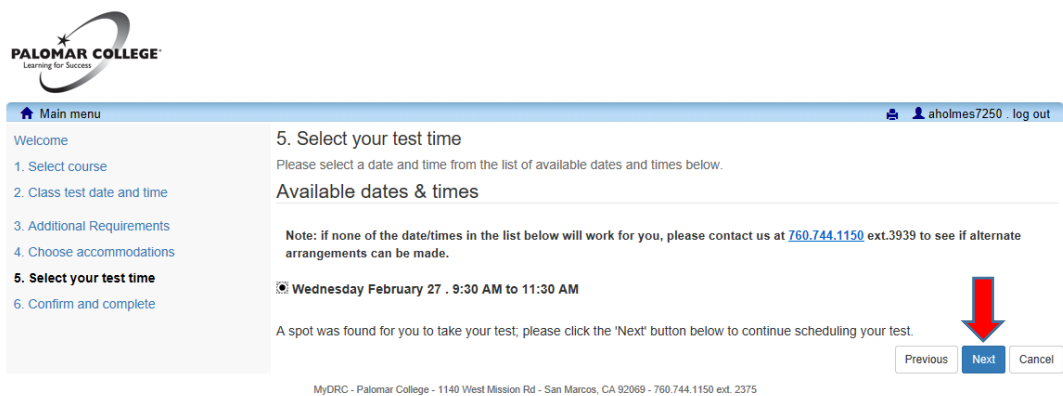 PALOMAR COLLEGE
Learning for Success
Main menu
aholmes7250 . log out
Welcome
1. Select course
2. Class test date and time
3. Additional Requirements
4. Choose accommodations
5. Select your test time
6. Confirm and complete
5. Select your test time
Please select a date and time from the list of available dates and times below.
Available dates & times
Note: if none of the date/times in the list below will work for you, please contact us at 760.744.1150 ext.3939 to see if alternate
arrangements can be made.
Wednesday February 27 . 9:30 AM to 11:30 AM
A spot was found for you to take your test; please click the 'Next' button below to continue scheduling your test.
Previous Next Cancel
MyDRC - Palomar College - 1140 West Mission Rd - San Marcos, CA 92069 - 760.744.1150 ext. 2375